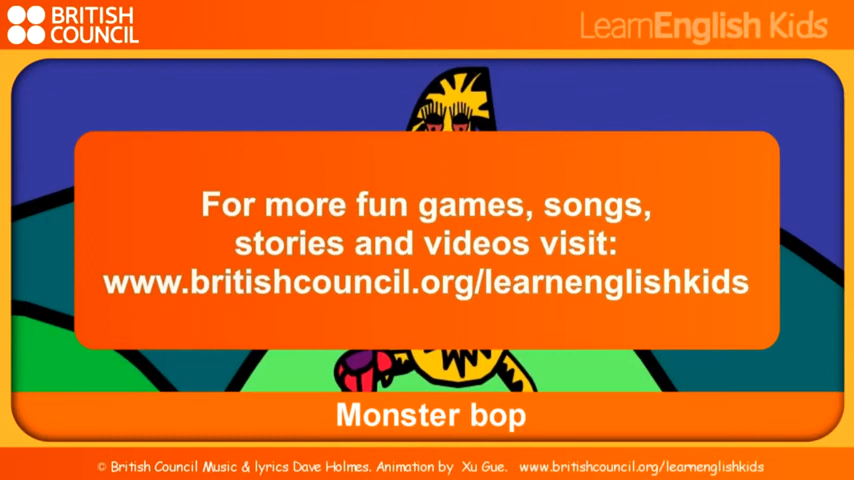 BRITISH
COUNCIL
LearnEnglish Kids
For more fun games, songs,
stories and videos visit:
www.britishcouncil.org/learnenglishkids
Monster bop
© British Council Music & lyrics Dave Holmes. Animation by Xu Gue. www.britishcouncil.org/learnenglishkids